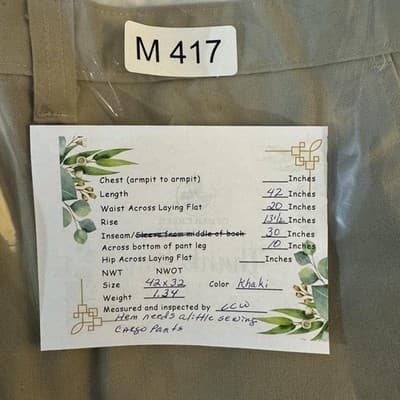 M 417
Chest (armpit to armpit) ____Inches
Length 42 Inches
Waist Across Laying Flat 20 Inches
Rise 13½ Inches
Inseam/Sleeve from middle of back 30 Inches
Across bottom of pant leg 10 Inches
Hip Across Laying Flat ____Inches
NWT NWOT
Size 42x32 Color Khaki
Weight 1.34
Measured and inspected by CCW
Hem needs a little sewing
Cargo Pants